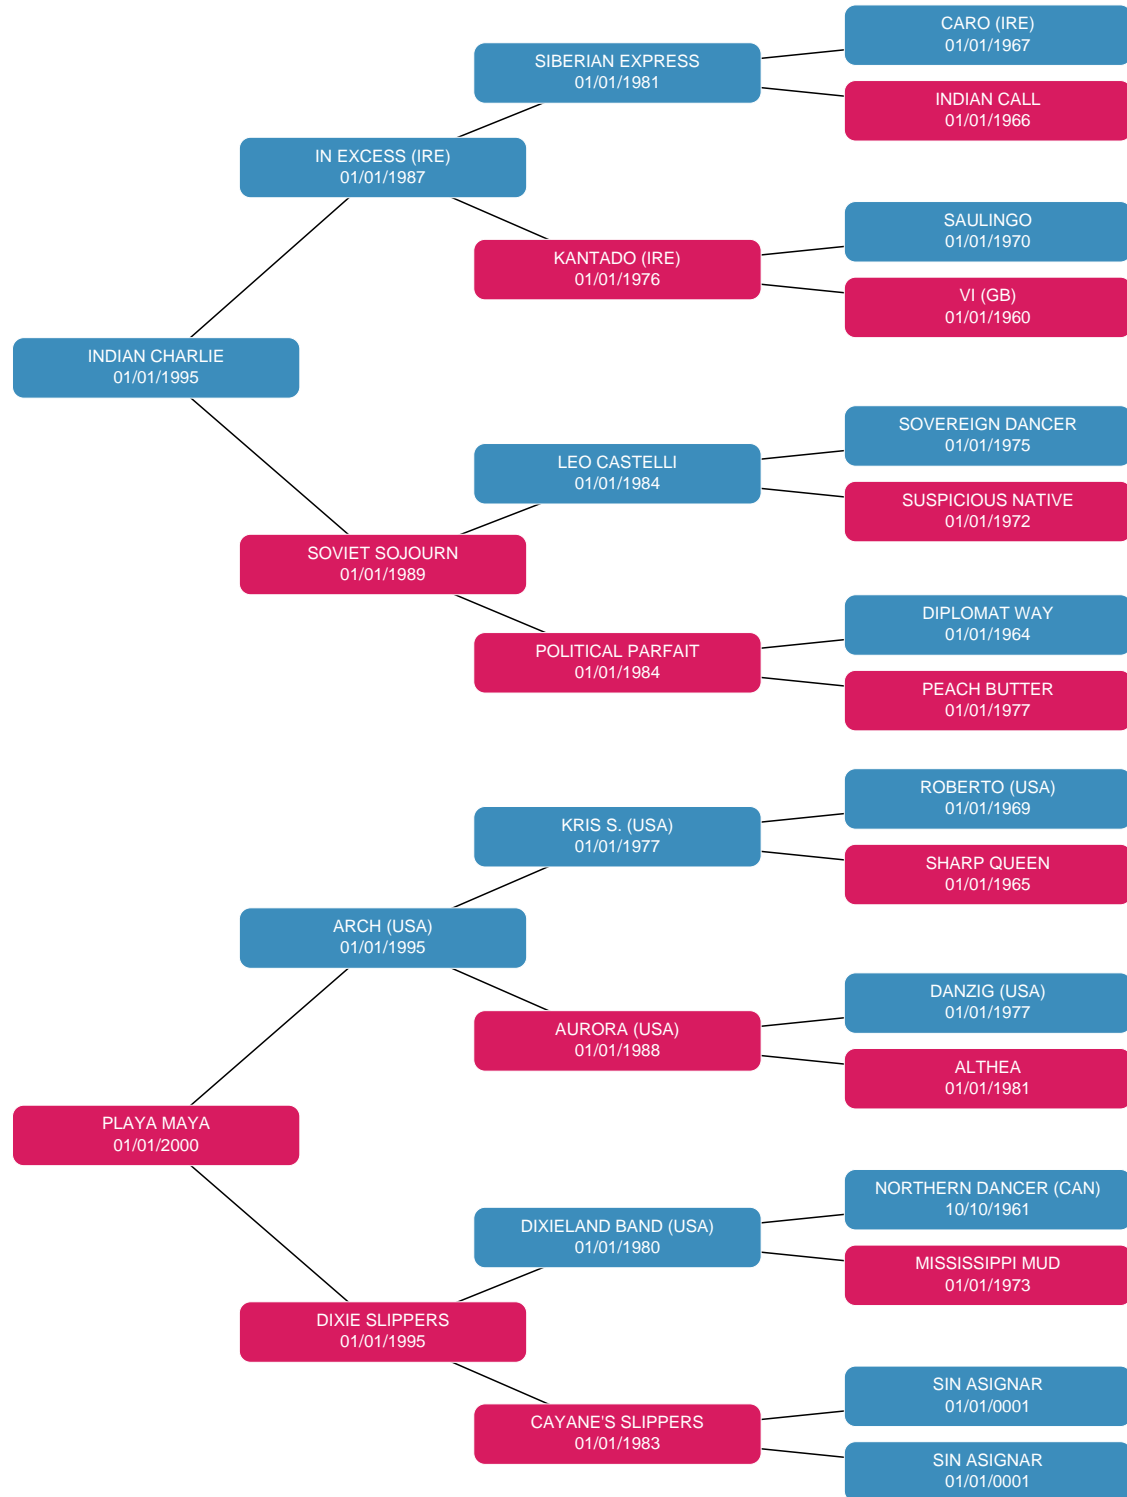 CARO (IRE)
01/01/1967
SIBERIAN EXPRESS
01/01/1981
INDIAN CALL
01/01/1966
IN EXCESS (IRE)
01/01/1987
SAULINGO
01/01/1970
KANTADO (IRE)
01/01/1976
VI (GB)
01/01/1960
INDIAN CHARLIE
01/01/1995
SOVEREIGN DANCER
01/01/1975
LEO CASTELLI
01/01/1984
SUSPICIOUS NATIVE
01/01/1972
SOVIET SOJOURN
01/01/1989
DIPLOMAT WAY
01/01/1964
POLITICAL PARFAIT
01/01/1984
PEACH BUTTER
01/01/1977
ROBERTO (USA)
01/01/1969
KRIS S. (USA)
01/01/1977
SHARP QUEEN
01/01/1965
ARCH (USA)
01/01/1995
DANZIG (USA)
01/01/1977
AURORA (USA)
01/01/1988
ALTHEA
01/01/1981
PLAYA MAYA
01/01/2000
NORTHERN DANCER (CAN)
10/10/1961
DIXIELAND BAND (USA)
01/01/1980
MISSISSIPPI MUD
01/01/1973
DIXIE SLIPPERS
01/01/1995
SIN ASIGNAR
01/01/0001
CAYANE'S SLIPPERS
01/01/1983
SIN ASIGNAR
01/01/0001